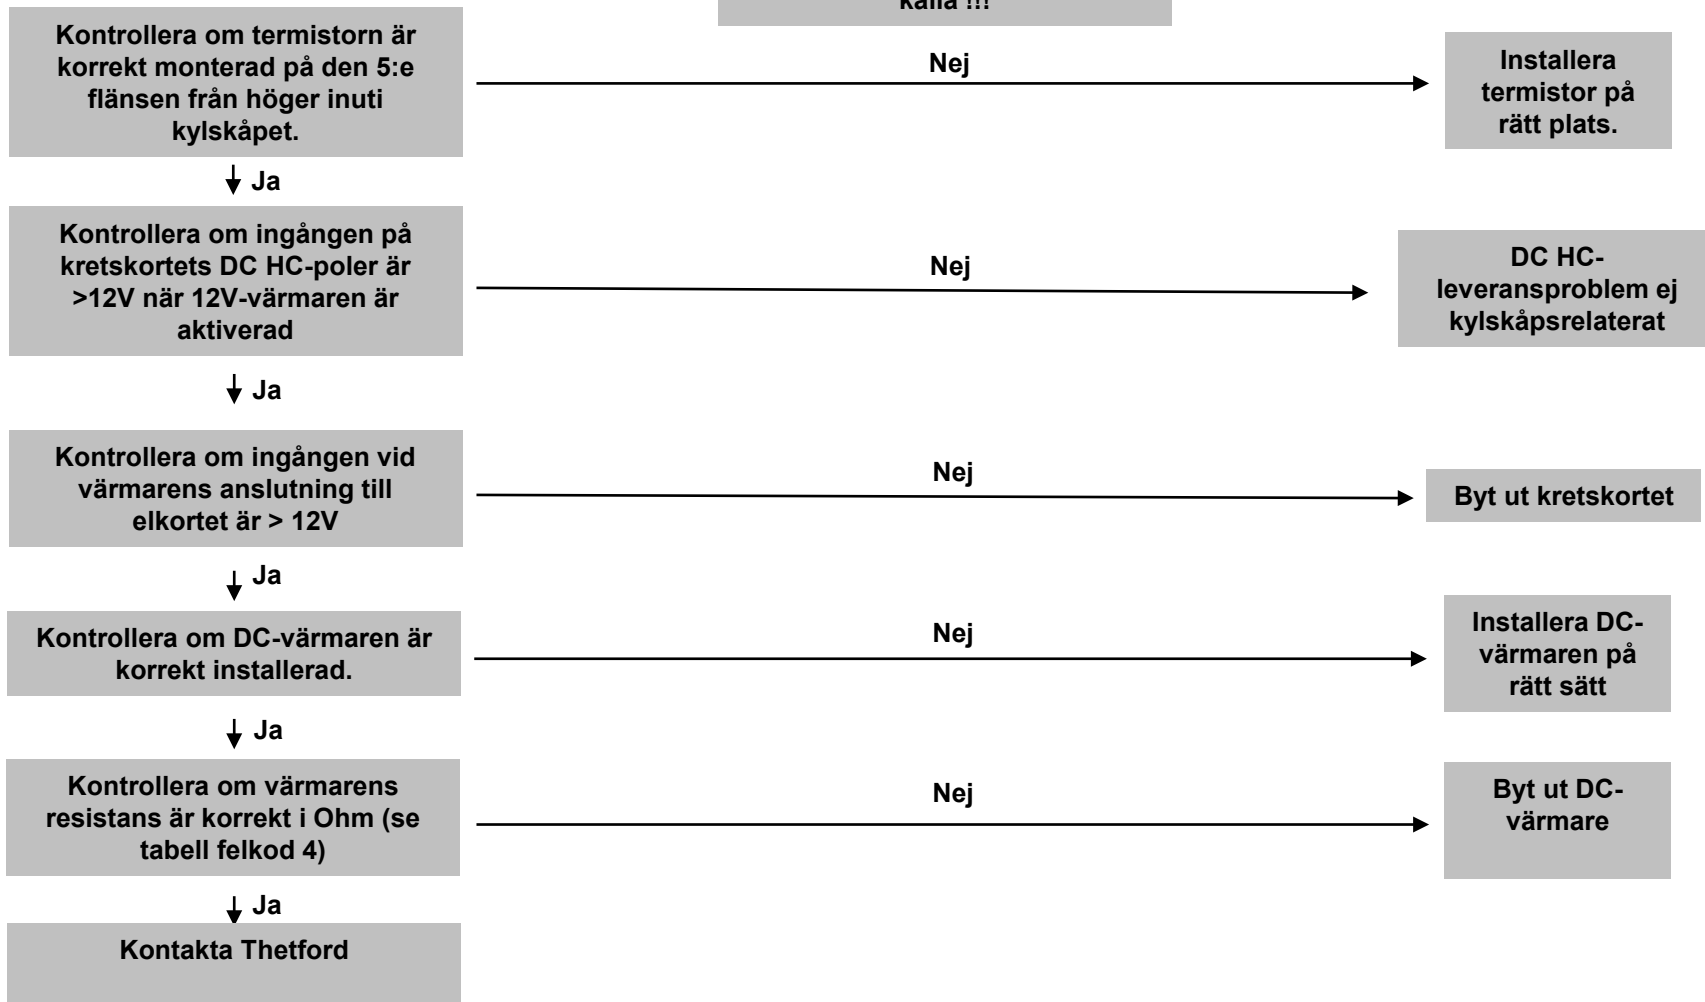 källa !!!
Kontrollera om termistorn är
korrekt monterad på den 5:e
flänsen från höger inuti
kylskåpet.
Nej
Installera
termistor på
rätt plats.
Ja
Kontrollera om ingången på
kretskortets DC HC-poler är
>12V när 12V-värmaren är
aktiverad
Nej
DC HC-
leveransproblem ej
kylskåpsrelaterat
Ja
Kontrollera om ingången vid
värmarens anslutning till
elkortet är > 12V
Nej
Byt ut kretskortet
Ja
Kontrollera om DC-värmaren är
korrekt installerad.
Nej
Installera DC-
värmaren på
rätt sätt
Ja
Kontrollera om värmarens
resistans är korrekt i Ohm (se
tabell felkod 4)
Nej
Byt ut DC-
värmare
Ja
Kontakta Thetford